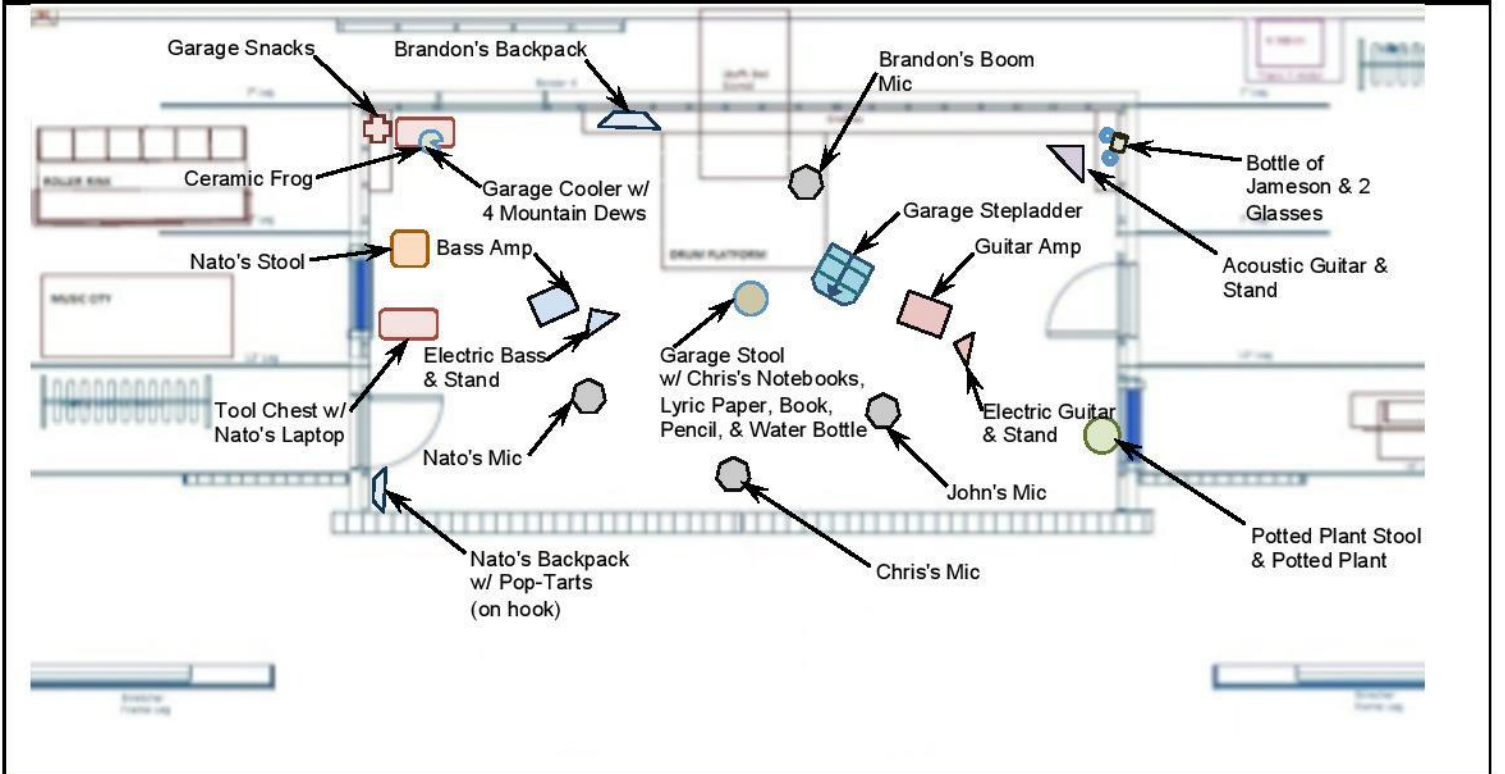 Garage Snacks
Brandon's Backpack
Brandon's Boom
Mic
Ceramic Frog
Garage Cooler w/
4 Mountain Dews
Bottle of
Jameson & 2
Glasses
Garage Stepladder
Nato's Stool
Bass Amp
Guitar Amp
DRUM PLATFORM
Acoustic Guitar &
Stand
ROLLER RINK
MUSIC CITY
Electric Bass
& Stand
Garage Stool
w/ Chris's Notebooks,
Lyric Paper, Book,
Pencil, & Water Bottle
Tool Chest w/
Nato's Laptop
Electric Guitar
& Stand
Nato's Mic
John's Mic
Nato's Backpack
w/ Pop-Tarts
(on hook)
Chris's Mic
Potted Plant Stool
& Potted Plant